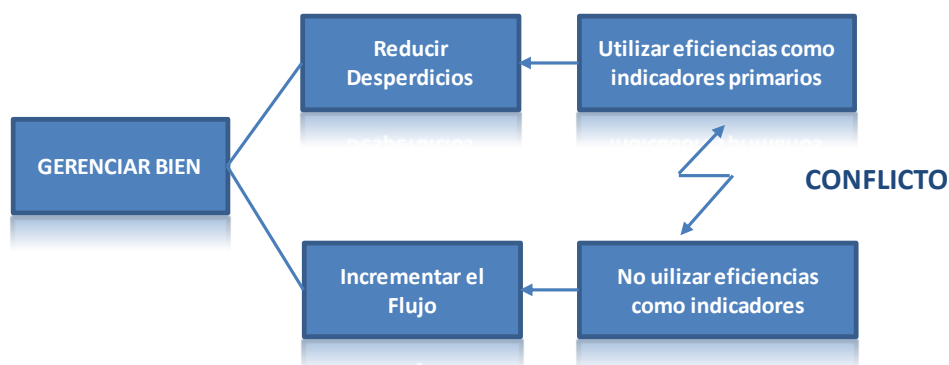 Reducir
Desperdicios
Utilizar eficiencias como
indicadores primarios
GERENCIAR BIEN
CONFLICTO
Incrementar el
Flujo
No uilizar eficiencias
como indicadores